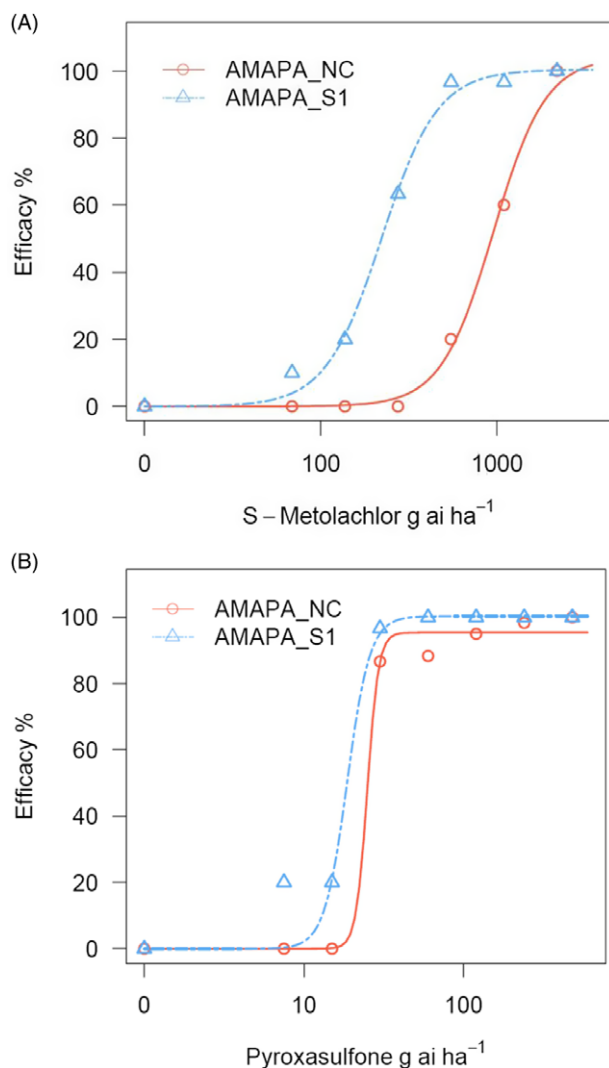 (A)
AMAPA_NC
AMAPA_S1
100
80
60
40
20
0
Efficacy %
0 100 1000
S – Metolachlor g ai ha⁻¹
(B)
AMAPA_NC
AMAPA_S1
100
80
60
40
20
0
Efficacy %
0 10 100
Pyroxasulfone g ai ha⁻¹